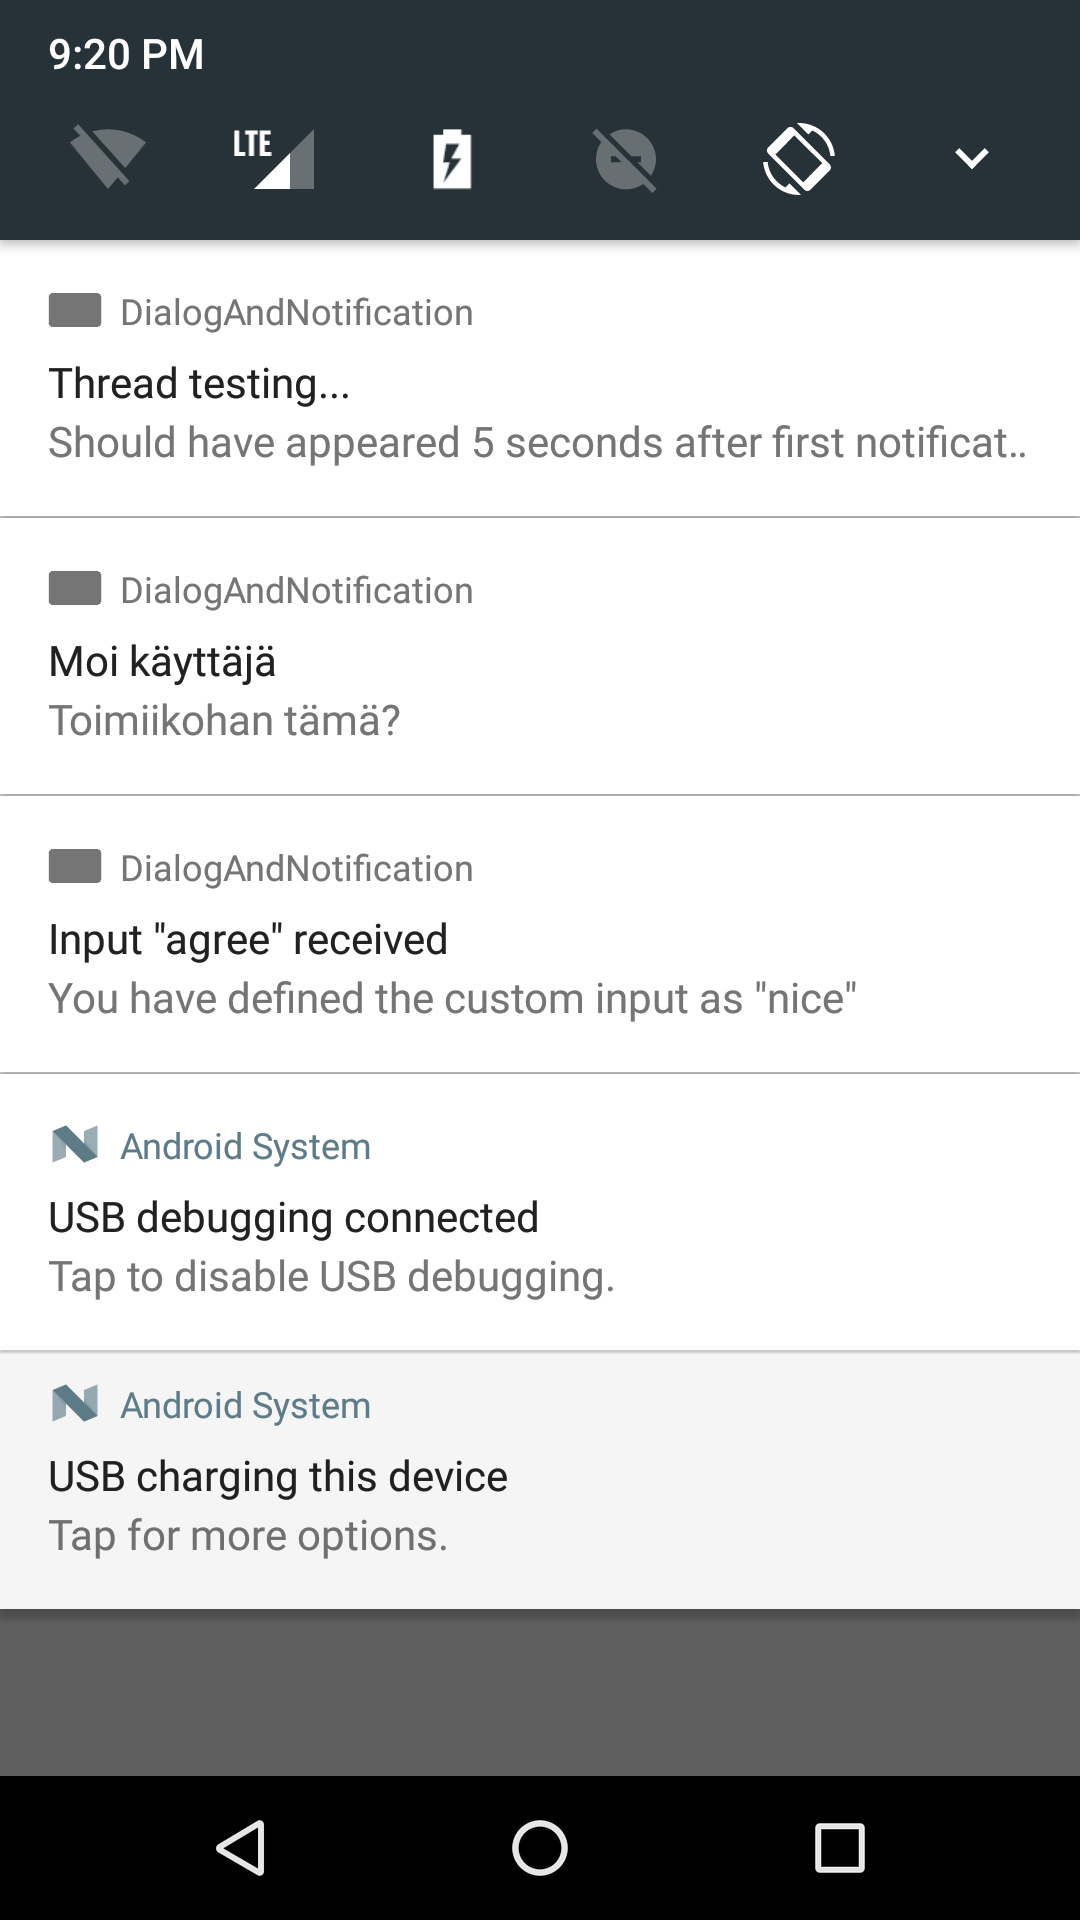 9:20 PM
LTE
DialogAndNotification
Thread testing...
Should have appeared 5 seconds after first notificat..
DialogAndNotification
Moi käyttäjä
Toimiikohan tämä?
DialogAndNotification
Input "agree" received
You have defined the custom input as "nice"
Android System
USB debugging connected
Tap to disable USB debugging.
Android System
USB charging this device
Tap for more options.